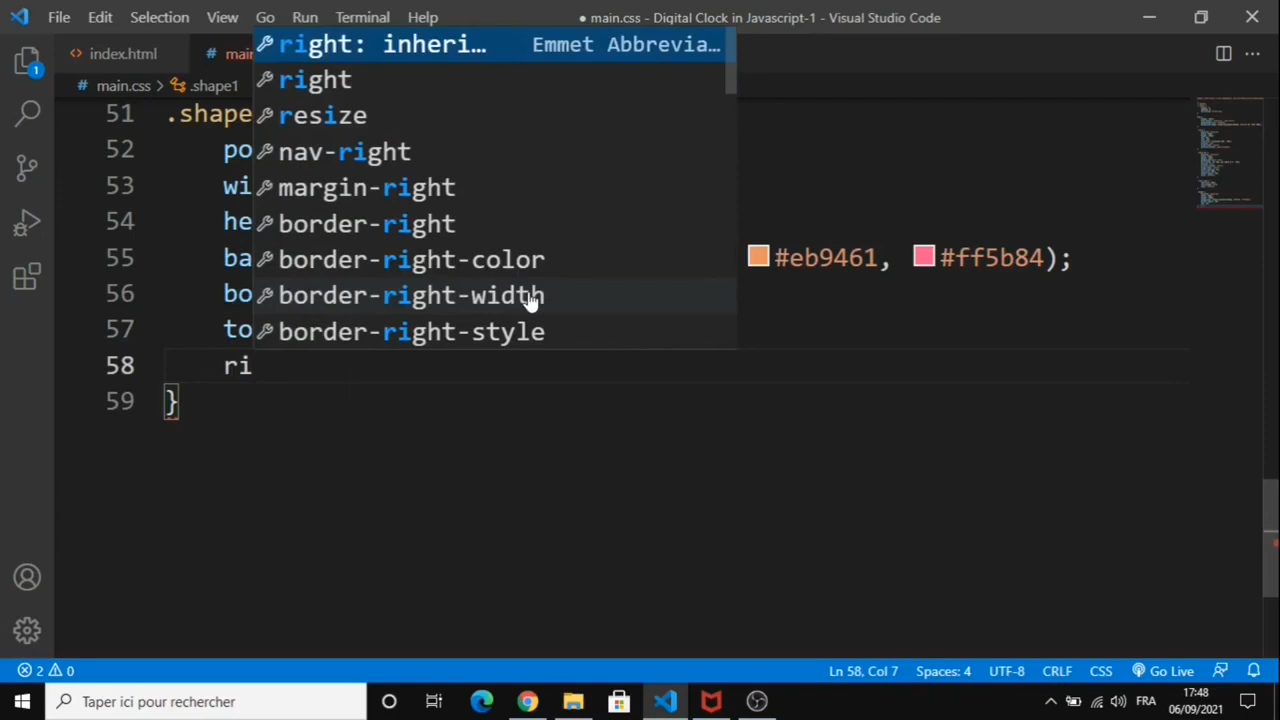 File Edit Selection View Go Run Terminal Help ● main.css - Digital Clock in Javascript-1 - Visual Studio Code
index.html # mai
# main.css > .shape1
right: inheri… Emmet Abbrevia…
right
resize
nav-right
margin-right
border-right
border-right-color
border-right-width
border-right-style
51 .shape
52 po
53 wi
54 he
55 ba #eb9461, #ff5b84);
56 bo
57 to
58 ri
59 }
1
2 0 Ln 58, Col 7 Spaces: 4 UTF-8 CRLF CSS Go Live
Taper ici pour rechercher FRA 17:48
06/09/2021